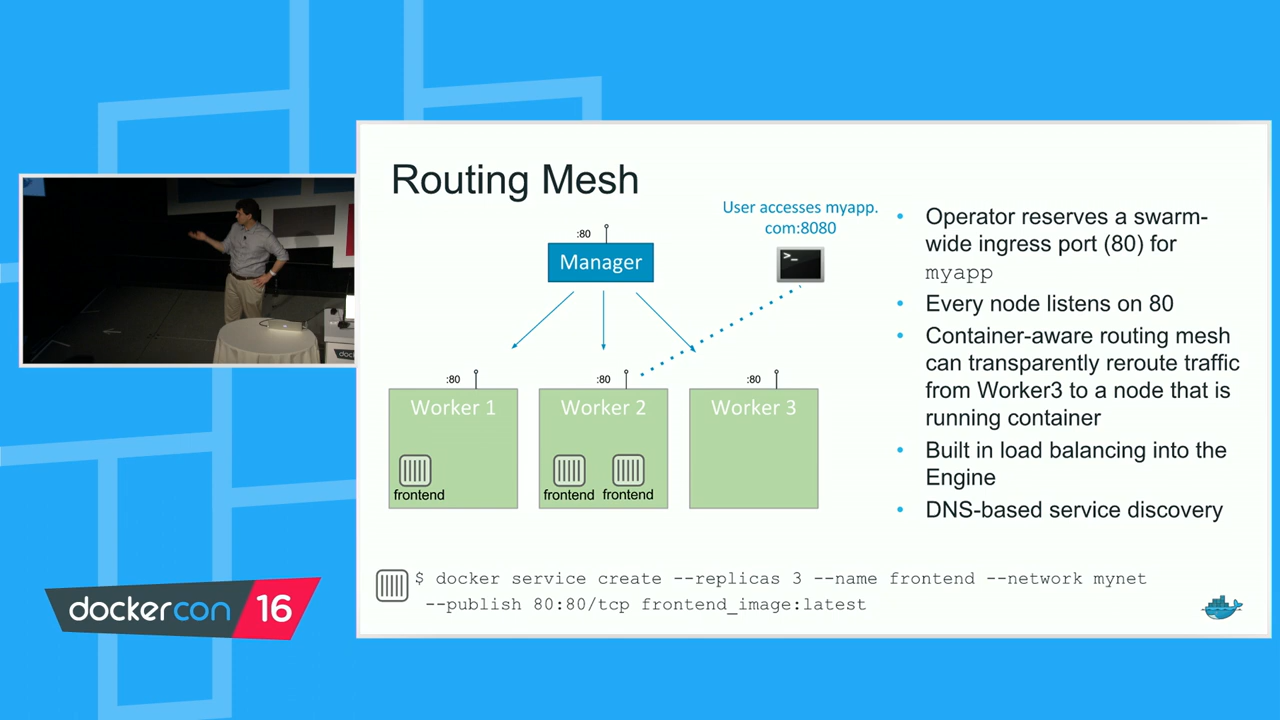 Routing Mesh
User accesses myapp.
com:8080
:80
Manager
>_
:80
:80
:80
Worker 1
Worker 2
Worker 3
frontend
frontend
frontend
• Operator reserves a swarm-
wide ingress port (80) for
myapp
• Every node listens on 80
• Container-aware routing mesh
can transparently reroute traffic
from Worker3 to a node that is
running container
• Built in load balancing into the
Engine
• DNS-based service discovery
$ docker service create --replicas 3 --name frontend --network mynet
--publish 80:80/tcp frontend_image:latest
dockercon 16